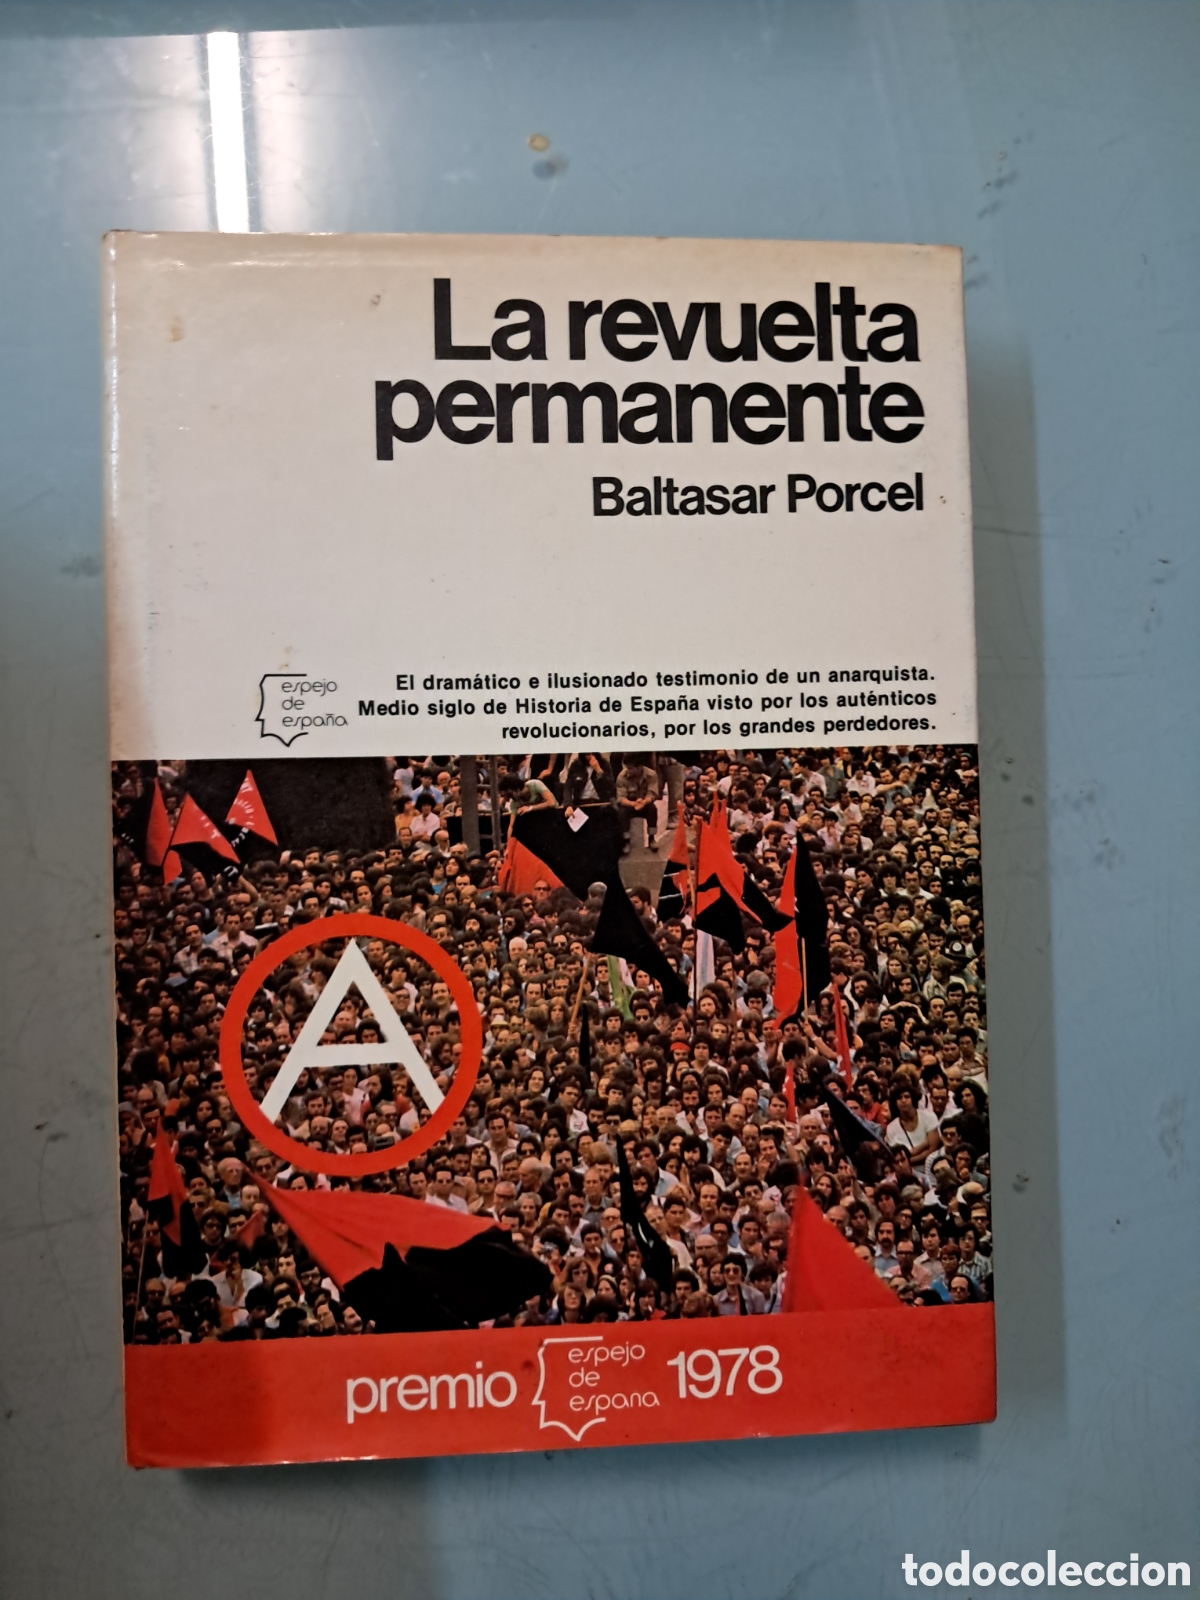 La revuelta
permanente
Baltasar Porcel
espejo
de
españa
El dramático e ilusionado testimonio de un anarquista.
Medio siglo de Historia de España visto por los auténticos
revolucionarios, por los grandes perdedores.
A
premio
espejo
de
españa
1978
todocoleccion